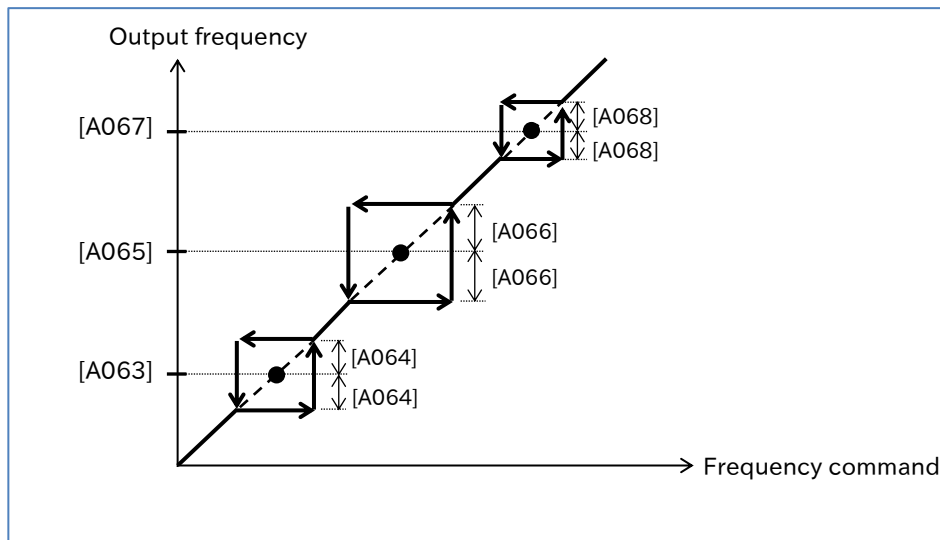 Output frequency
[A067]
[A068]
[A068]
[A065]
[A066]
[A066]
[A063]
[A064]
[A064]
Frequency command